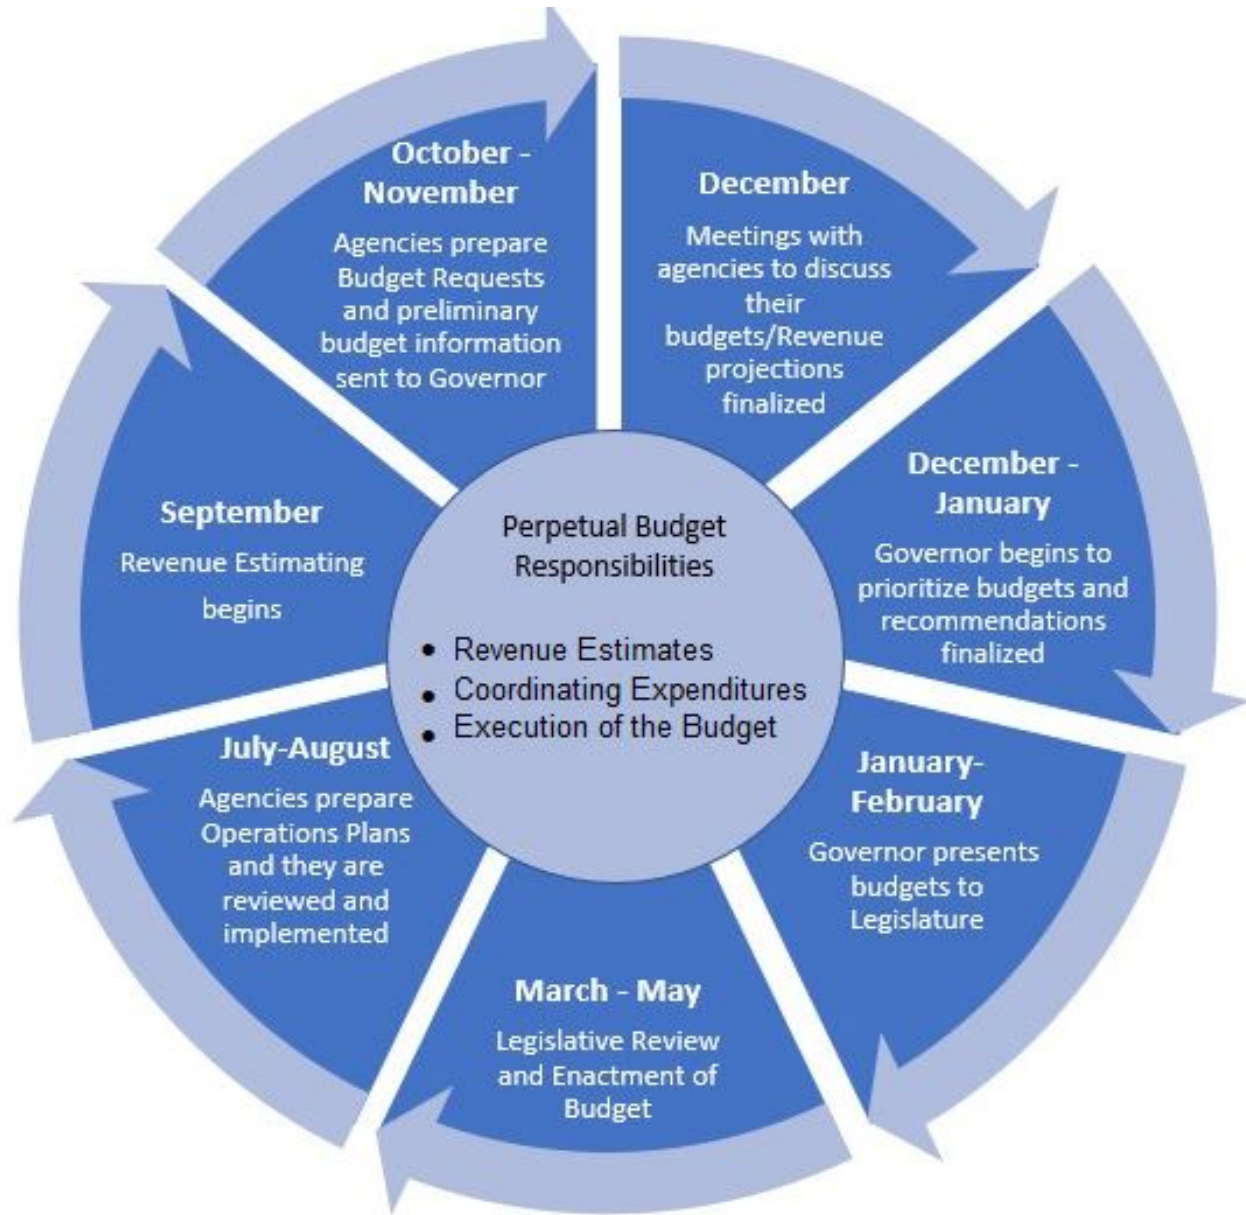 October -
November
Agencies prepare
Budget Requests
and preliminary
budget information
sent to Governor
December
Meetings with
agencies to discuss
their
budgets/Revenue
projections
finalized
December -
January
Governor begins to
prioritize budgets and
recommendations
finalized
January-
February
Governor presents
budgets to
Legislature
March - May
Legislative Review
and Enactment of
Budget
July-August
Agencies prepare
Operations Plans
and they are
reviewed and
implemented
September
Revenue Estimating
begins
Perpetual Budget
Responsibilities
• Revenue Estimates
• Coordinating Expenditures
• Execution of the Budget